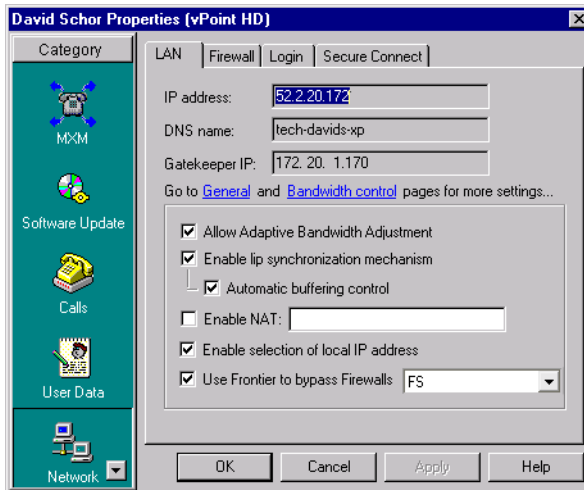 David Schor Properties (vPoint HD)
Category
MXM
Software Update
Calls
User Data
Network
LAN Firewall Login Secure Connect
IP address: 52.2.20.172
DNS name: tech-davids-xp
Gatekeeper IP: 172. 20. 1.170
Go to General and Bandwidth control pages for more settings...
Allow Adaptive Bandwidth Adjustment
Enable lip synchronization mechanism
Automatic buffering control
Enable NAT:
Enable selection of local IP address
Use Frontier to bypass Firewalls FS
OK Cancel Apply Help